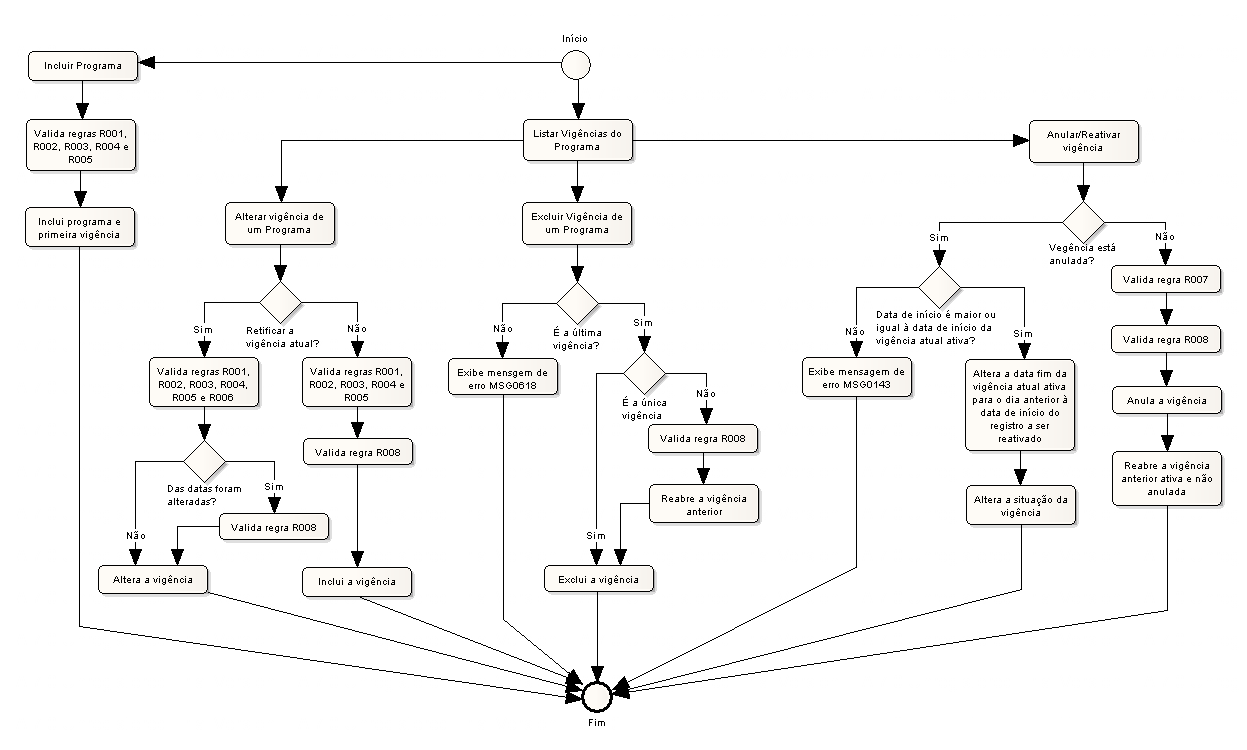 Início
Incluir Programa
Valida regras R001,
R002, R003, R004 e
R005
Inclui programa e
primeira vigência
Listar Vigências do
Programa
Anular/Reativar
vigência
Alterar vigência de
um Programa
Retificar a
vigência atual?
Sim
Não
Valida regras R001,
R002, R003, R004,
R005 e R006
Valida regras R001,
R002, R003, R004 e
R005
Valida regra R008
Das datas foram
alteradas?
Sim
Não
Valida regra R008
Altera a vigência
Inclui a vigência
Excluir Vigência de
um Programa
É a última
vigência?
Não
Sim
Exibe mensgem de
erro MSG0618
É a única
vigência
Não
Valida regra R008
Reabre a vigência
anterior
Sim
Exclui a vigência
Vegência está
anulada?
Sim
Não
Data de início é maior ou
igual à data de início da
vigência atual ativa?
Não
Sim
Exibe mensagem de
erro MSG0143
Altera a data fim da
vigência atual ativa
para o dia anterior à
data de início do
registro a ser
reativado
Altera a situação da
vigência
Valida regra R007
Valida regra R008
Anula a vigência
Reabre a vigência
anterior ativa e não
anulada
Fim